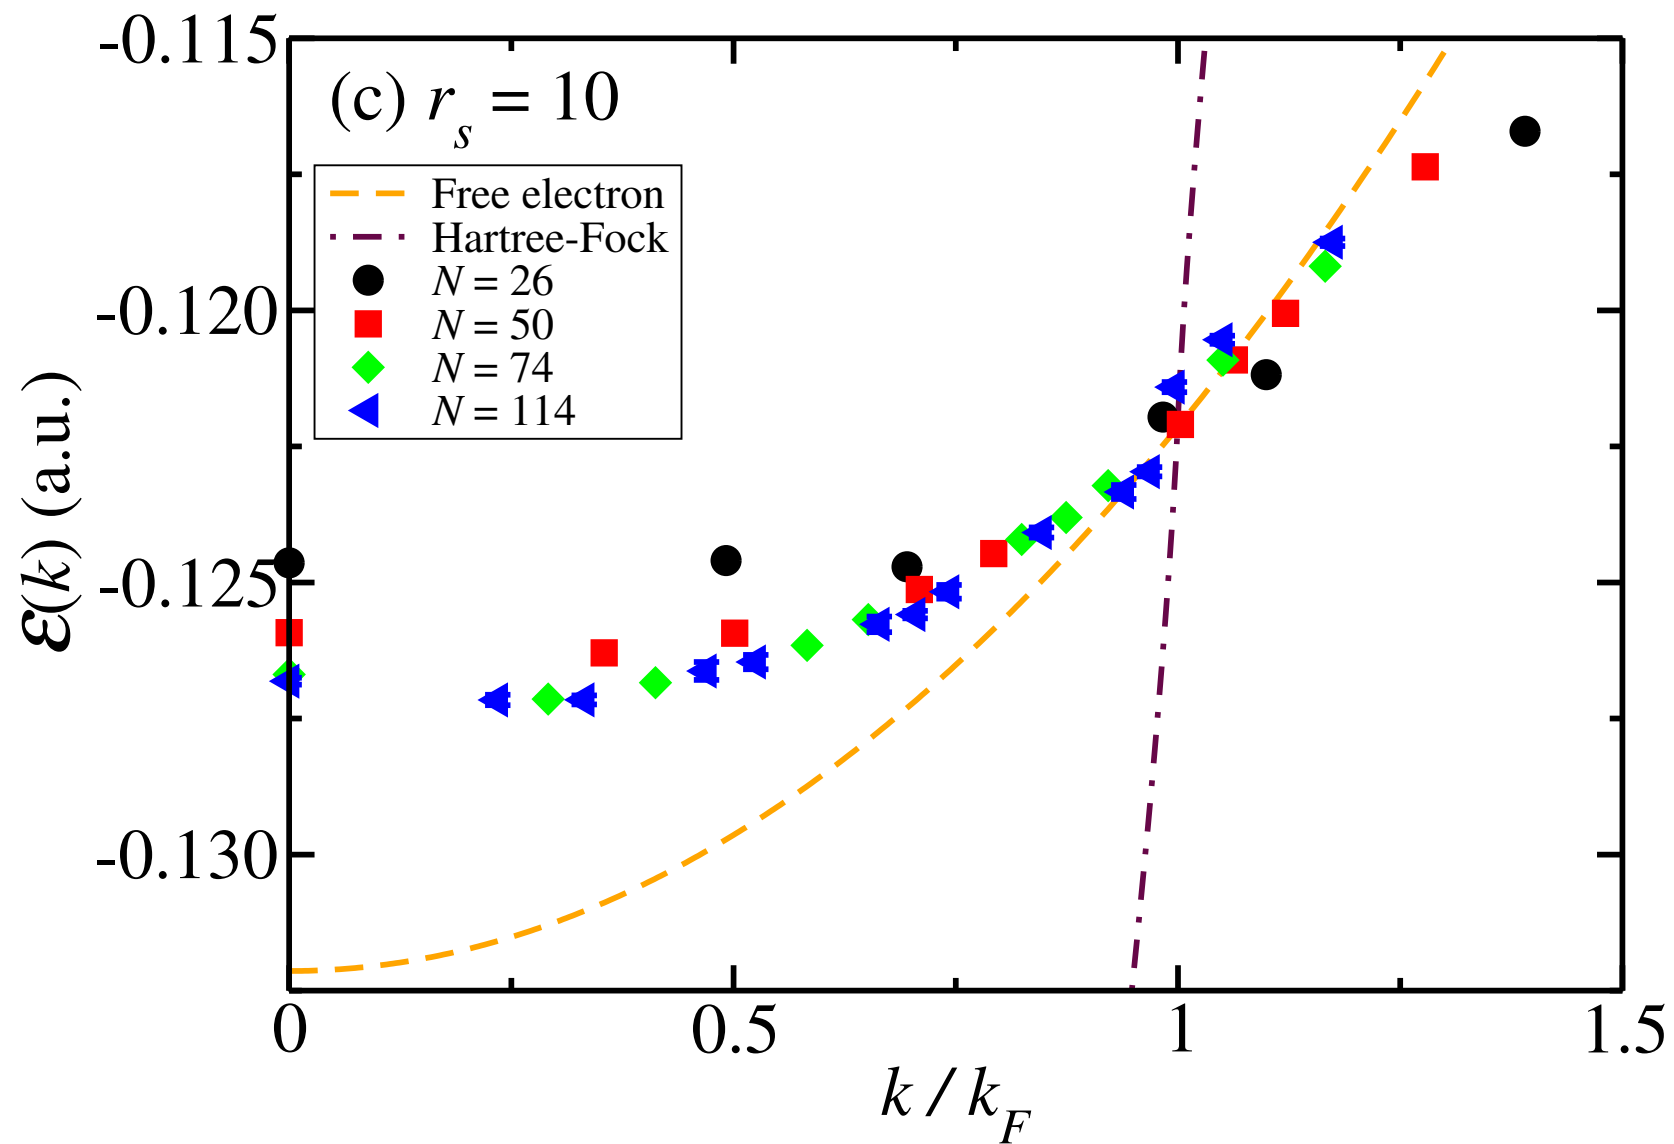 -0.115
(c) r_s = 10
Free electron
Hartree-Fock
N = 26
-0.120
N = 50
N = 74
N = 114
ε(k) (a.u.)
-0.125
-0.130
0 0.5 1 1.5
k / k_F